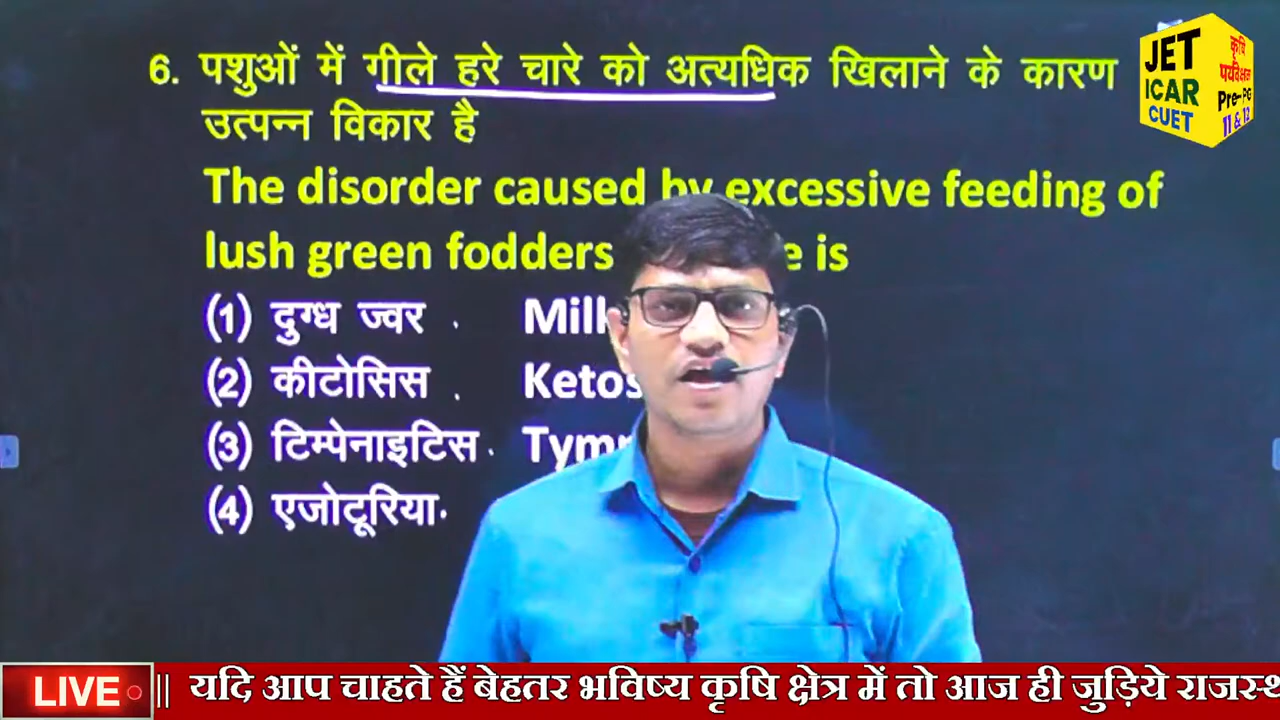 6. पशुओं में गीले हरे चारे को अत्यधिक खिलाने के कारण
उत्पन्न विकार है
The disorder caused by excessive feeding of
lush green fodders is
(1) दुग्ध ज्वर
(2) कीटोसिस
(3) टिम्पेनाइटिस
(4) एजोटूरिया
JET
ICAR
CUET
कृषि
पर्यवेक्षक
Pre-PG
11 & 12
LIVE
|| यदि आप चाहते हैं बेहतर भविष्य कृषि क्षेत्र में तो आज ही जुड़िये